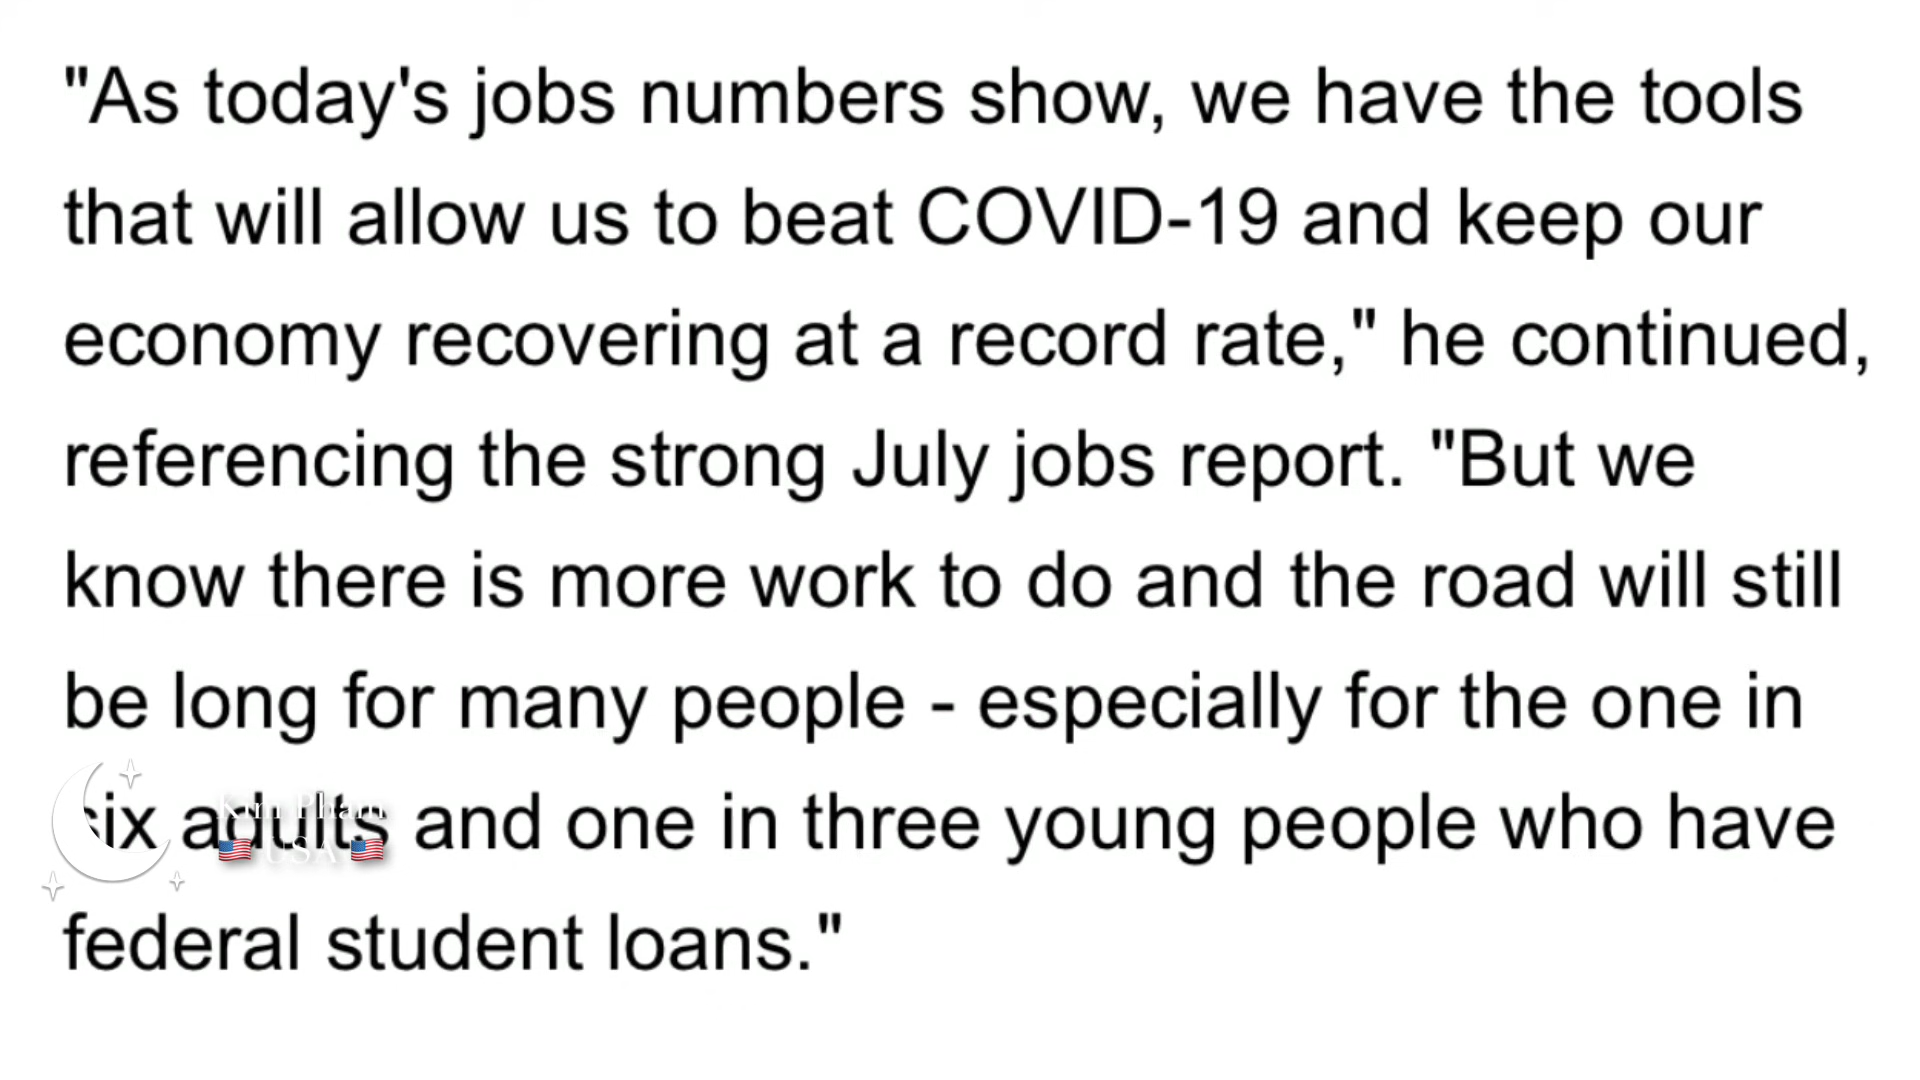 "As today's jobs numbers show, we have the tools
that will allow us to beat COVID-19 and keep our
economy recovering at a record rate," he continued,
referencing the strong July jobs report. "But we
know there is more work to do and the road will still
be long for many people - especially for the one in
six adults and one in three young people who have
Kim Pham
USA
federal student loans."